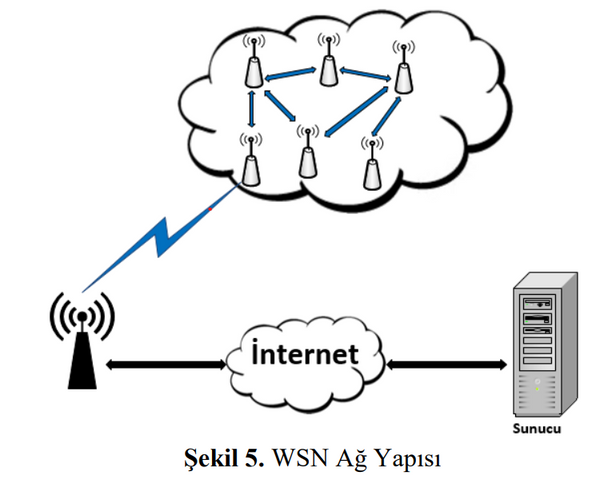 İnternet
Sunucu
Şekil 5. WSN Ağ Yapısı